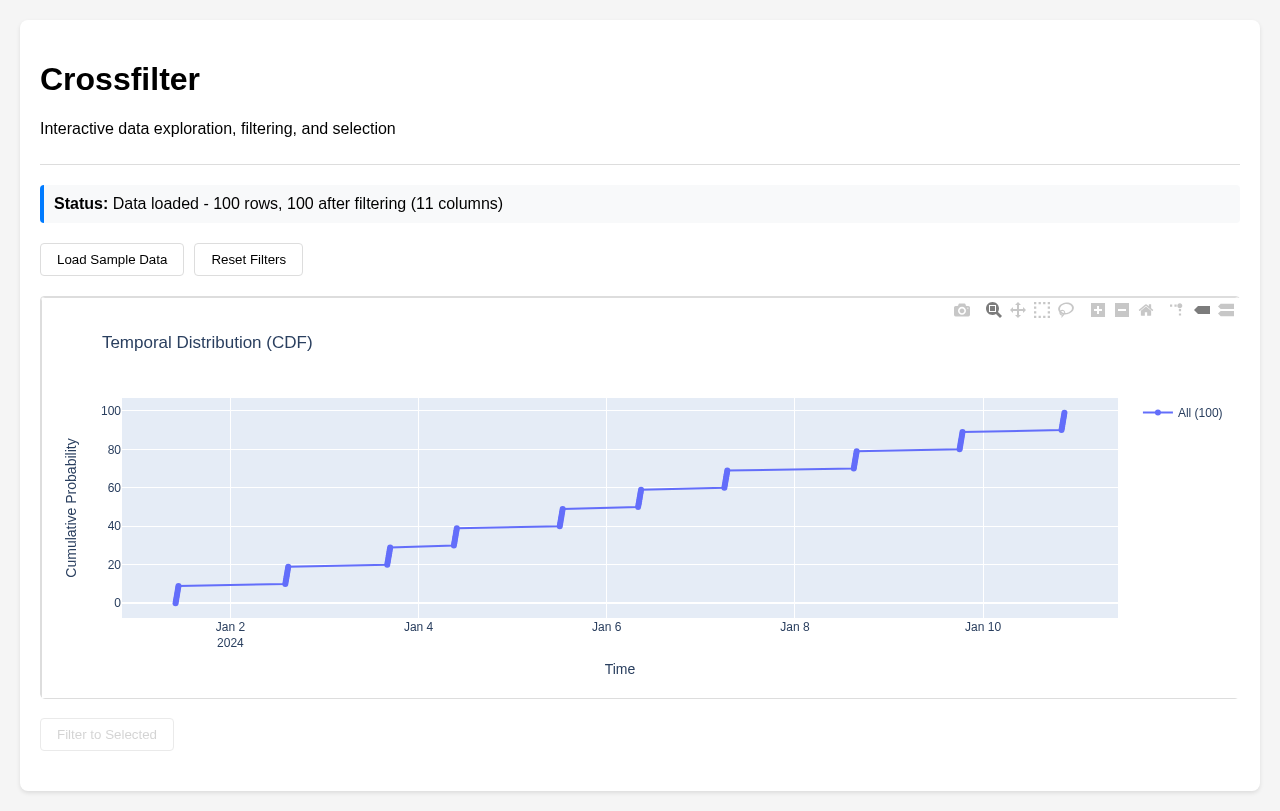 Crossfilter
Interactive data exploration, filtering, and selection
Status: Data loaded - 100 rows, 100 after filtering (11 columns)
Load Sample Data
Reset Filters
Temporal Distribution (CDF)
Cumulative Probability
100
80
60
40
20
0
All (100)
Jan 2
2024
Jan 4
Jan 6
Jan 8
Jan 10
Time
Filter to Selected